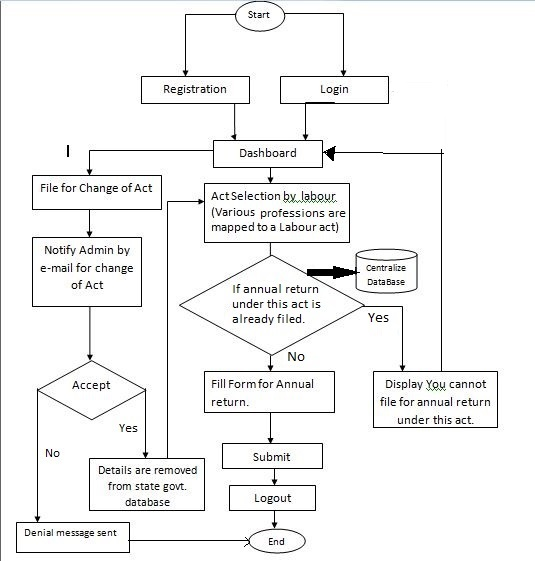 Start
Registration
Login
I
Dashboard
File for Change of Act
Act Selection by labour
(Various professions are
mapped to a Labour act)
Notify Admin by
e-mail for change
of Act
Centralize
DataBase
If annual return
under this act is
already filed.
Yes
No
Accept
Fill Form for Annual
return.
Display You cannot
file for annual return
under this act.
Yes
No
Details are removed
from state govt.
database
Submit
Logout
Denial message sent
End